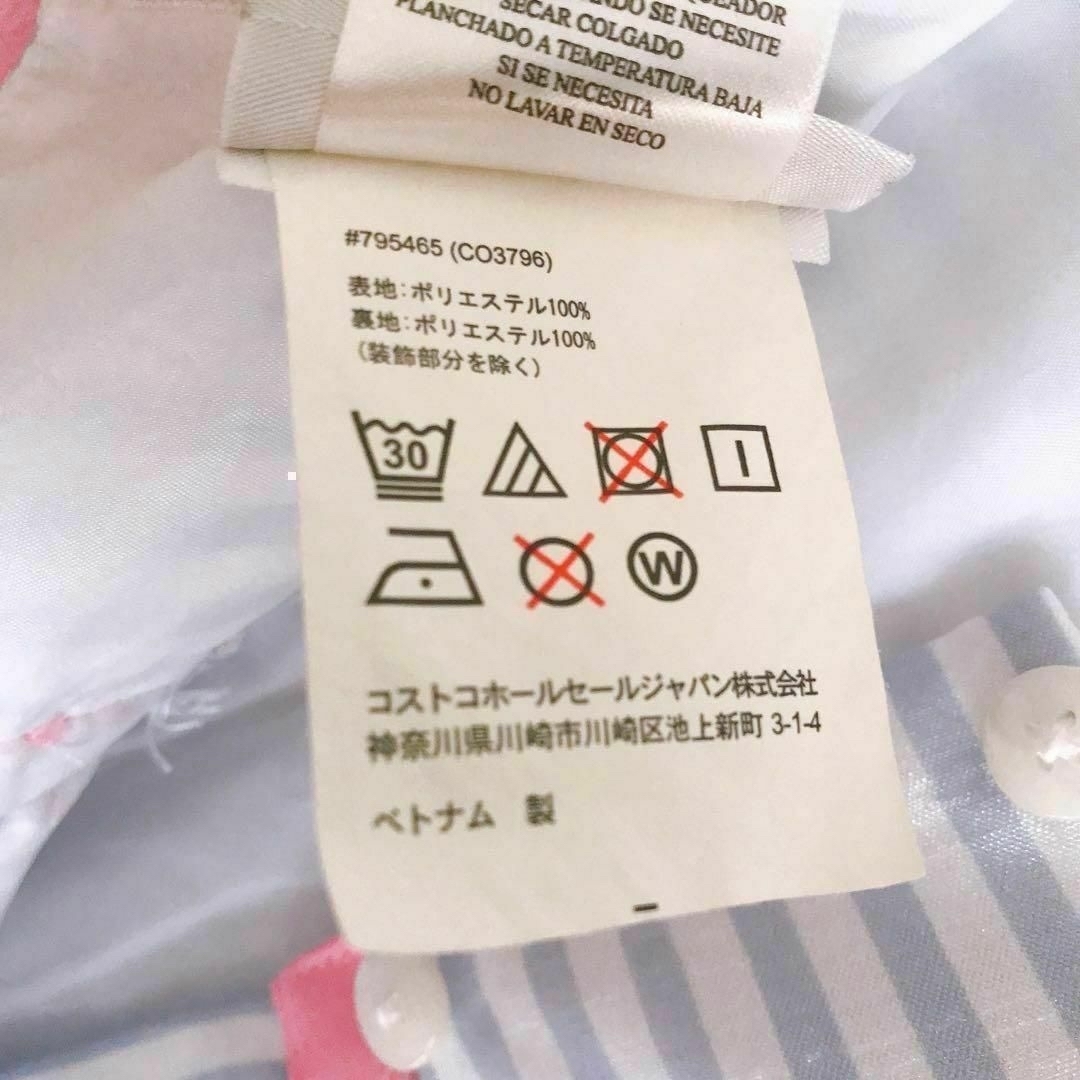 ANDO SE NECESITE
SECAR COLGADO
PLANCHADO A TEMPERATURA BAJA
SI SE NECESITA
NO LAVAR EN SECO
#795465 (CO3796)
表地:ポリエステル100%
裏地:ポリエステル100%
(装飾部分を除く)
30
W
コストコホールセールジャパン株式会社
神奈川県川崎市川崎区池上新町 3-1-4
ベトナム 製